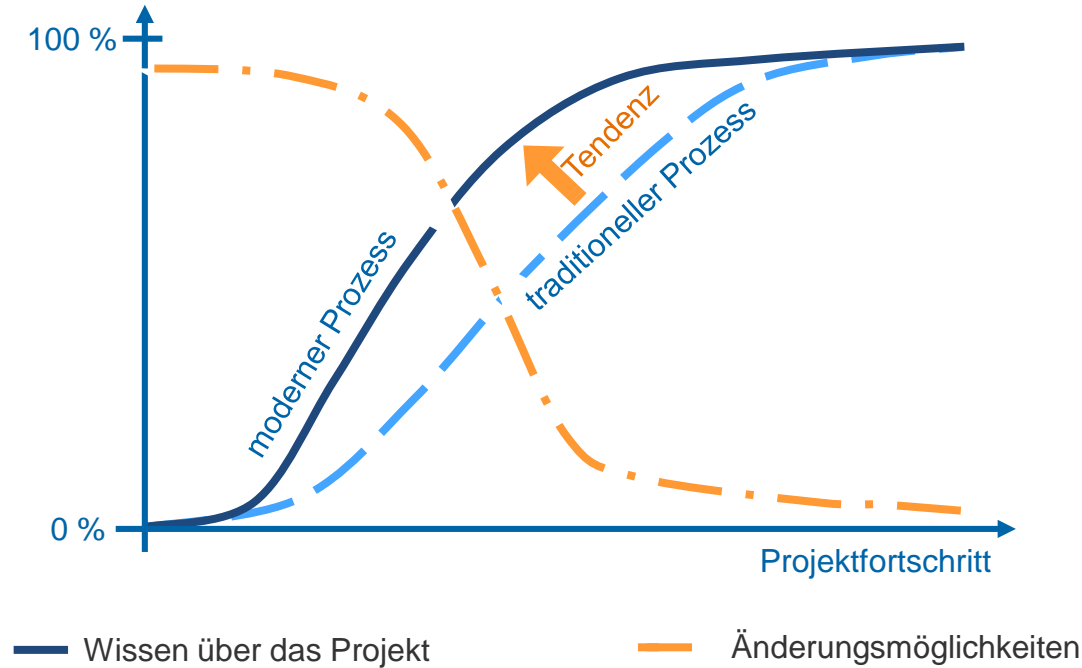 100 %
Tendenz
traditioneller Prozess
moderner Prozess
0 %
Projektfortschritt
Wissen über das Projekt
Änderungsmöglichkeiten